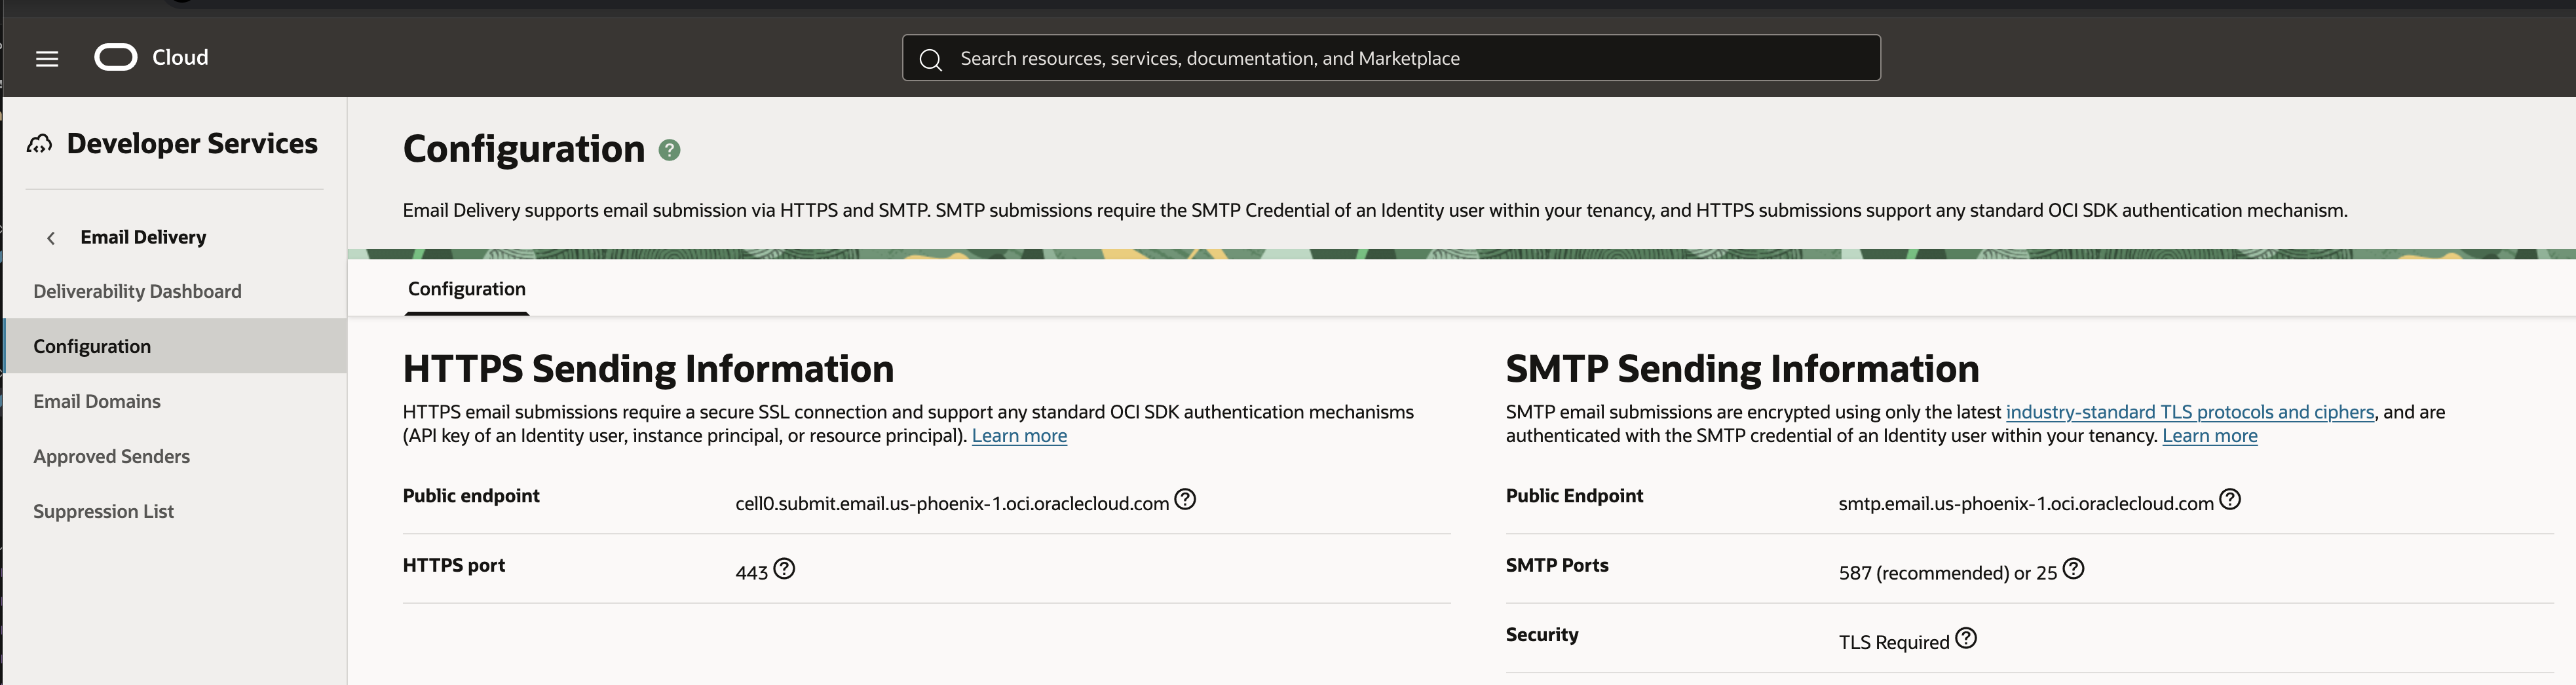 Cloud
Search resources, services, documentation, and Marketplace
Developer Services
Email Delivery
Deliverability Dashboard
Configuration
Email Domains
Approved Senders
Suppression List
Configuration
Email Delivery supports email submission via HTTPS and SMTP. SMTP submissions require the SMTP Credential of an Identity user within your tenancy, and HTTPS submissions support any standard OCI SDK authentication mechanism.
Configuration
HTTPS Sending Information
HTTPS email submissions require a secure SSL connection and support any standard OCI SDK authentication mechanisms
(API key of an Identity user, instance principal, or resource principal). Learn more
Public endpoint cell0.submit.email.us-phoenix-1.oci.oraclecloud.com
HTTPS port 443
SMTP Sending Information
SMTP email submissions are encrypted using only the latest industry-standard TLS protocols and ciphers, and are
authenticated with the SMTP credential of an Identity user within your tenancy. Learn more
Public Endpoint smtp.email.us-phoenix-1.oci.oraclecloud.com
SMTP Ports 587 (recommended) or 25
Security TLS Required